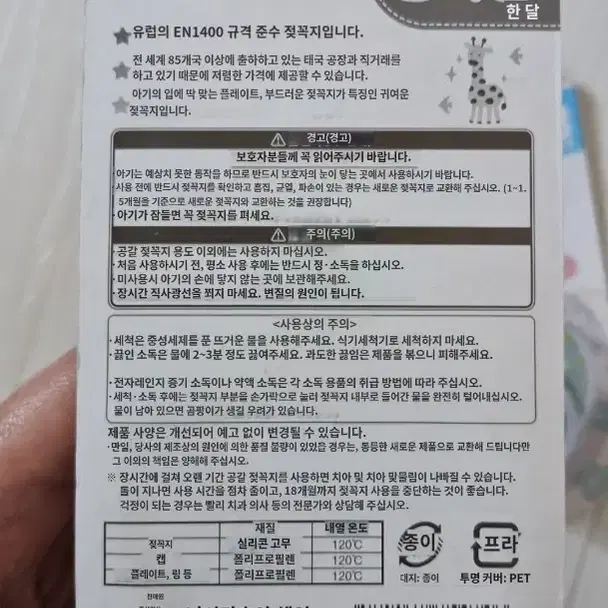 한 달
유럽의 EN1400 규격 준수 젖꼭지입니다.
전 세계 85개국 이상에 출하하고 있는 태국 공장과 직거래를
하고 있기 때문에 저렴한 가격에 제공할 수 있습니다.
아기의 입에 딱 맞는 플레이트, 부드러운 젖꼭지가 특징인 귀여운
젖꼭지입니다.
경고(경고)
보호자분들께 꼭 읽어주시기 바랍니다.
·아기는 예상치 못한 동작을 하므로 반드시 보호자의 눈이 닿는 곳에서 사용하시기 바랍니다.
·사용 전에 반드시 젖꼭지를 확인하고 흠집, 균열, 파손이 있는 경우는 새로운 젖꼭지로 교환해 주십시오. (1~1.
5개월을 기준으로 새로운 젖꼭지와 교환하는 것을 권장합니다)
·아기가 잠들면 꼭 젖꼭지를 떼세요.
주의(주의)
·공갈 젖꼭지 용도 이외에는 사용하지 마십시오.
·처음 사용하시기 전, 평소 사용 후에는 반드시 정·소독을 하십시오.
·미사용시 아기의 손에 닿지 않는 곳에 보관해주세요.
·장시간 직사광선을 쬐지 마세요. 변질의 원인이 됩니다.
<사용상의 주의>
·세척은 중성세제를 푼 뜨거운 물을 사용해주세요. 식기세척기로 세척하지 마세요.
·끓인 소독은 물에 2~3분 정도 끓여주세요. 과도한 끓임은 제품을 볶으니 피해주세요.
·전자레인지 증기 소독이나 약액 소독은 각 소독 용품의 취급 방법에 따라 주십시오.
·세척·소독 후에는 젖꼭지 부분을 손가락으로 눌러 젖꼭지 내부로 들어간 물을 완전히 털어내십시오.
물이 남아 있으면 곰팡이가 생길 우려가 있습니다.
제품 사양은 개선되어 예고 없이 변경될 수 있습니다.
·만일, 당사의 제조상의 원인에 의한 품질 불량이 있었을 경우는, 동등한 새로운 제품으로 교환해 드립니다만
그 이외의 책임은 양해해 주십시오.
※ 장시간에 걸쳐 오랜 기간 공갈 젖꼭지를 사용하면 치아 및 치아 맞물림이 나빠질 수 있습니다.
돌이 지나면 사용 시간을 점차 줄이고, 18개월까지 젖꼭지 사용을 중단하는 것이 좋습니다.
걱정이 되는 경우는 빨리 치과 의사 등의 전문가와 상담해 주십시오.
재질 내열 온도
젖꼭지 실리콘 고무 120℃
캡 폴리프로필렌 120℃
플레이트, 링 등 폴리프로필렌 120℃
종이
대지: 종이
프라
투명 커버: PET
판매원